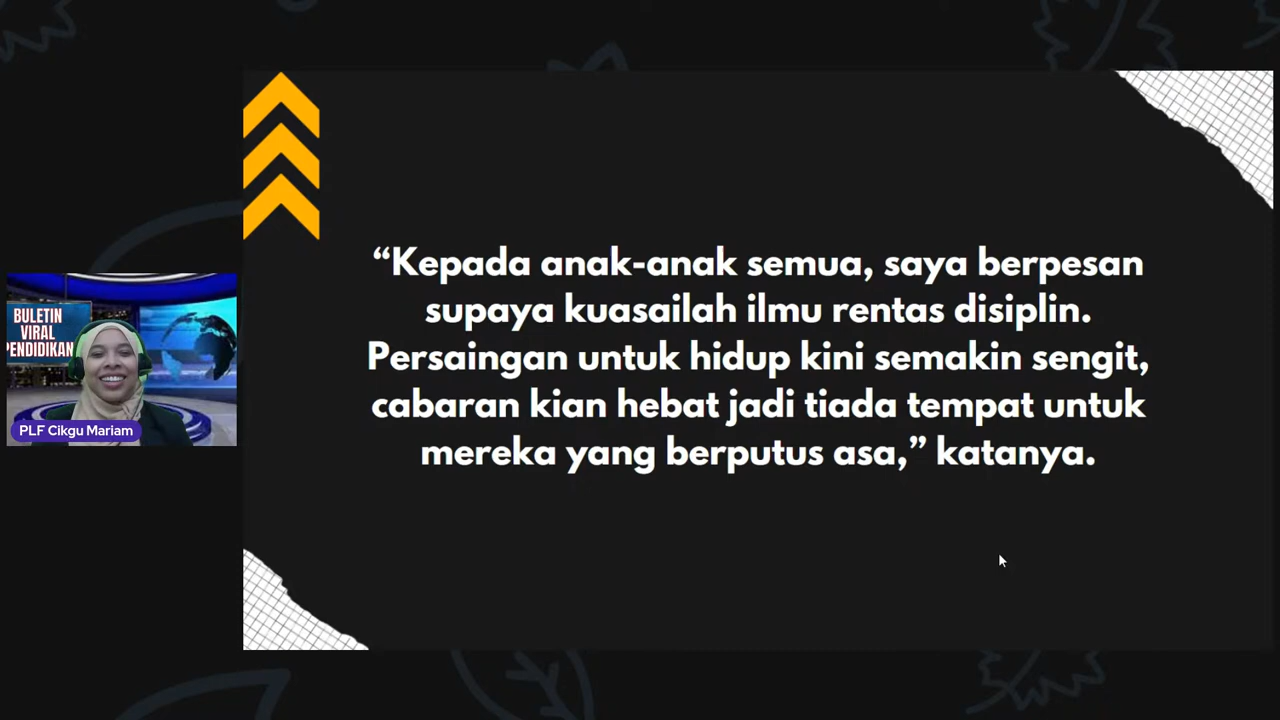 BULETIN
VIRAL
PENDIDIKAN
PLF Cikgu Mariam
“Kepada anak-anak semua, saya berpesan
supaya kuasailah ilmu rentas disiplin.
Persaingan untuk hidup kini semakin sengit,
cabaran kian hebat jadi tiada tempat untuk
mereka yang berputus asa,” katanya.